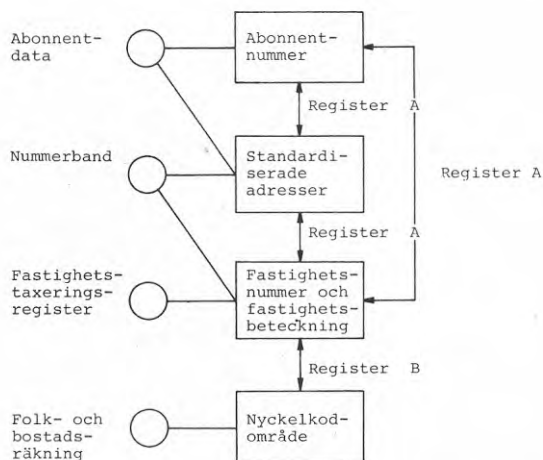 Abonnent-
data
Abonnent-
nummer
Register A
Nummerband
Standardi-
serade
adresser
Register A
Register A
Fastighets-
taxerings-
register
Fastighets-
nummer och
fastighets-
beteckning
Register B
Folk- och
bostads-
räkning
Nyckelkod-
område